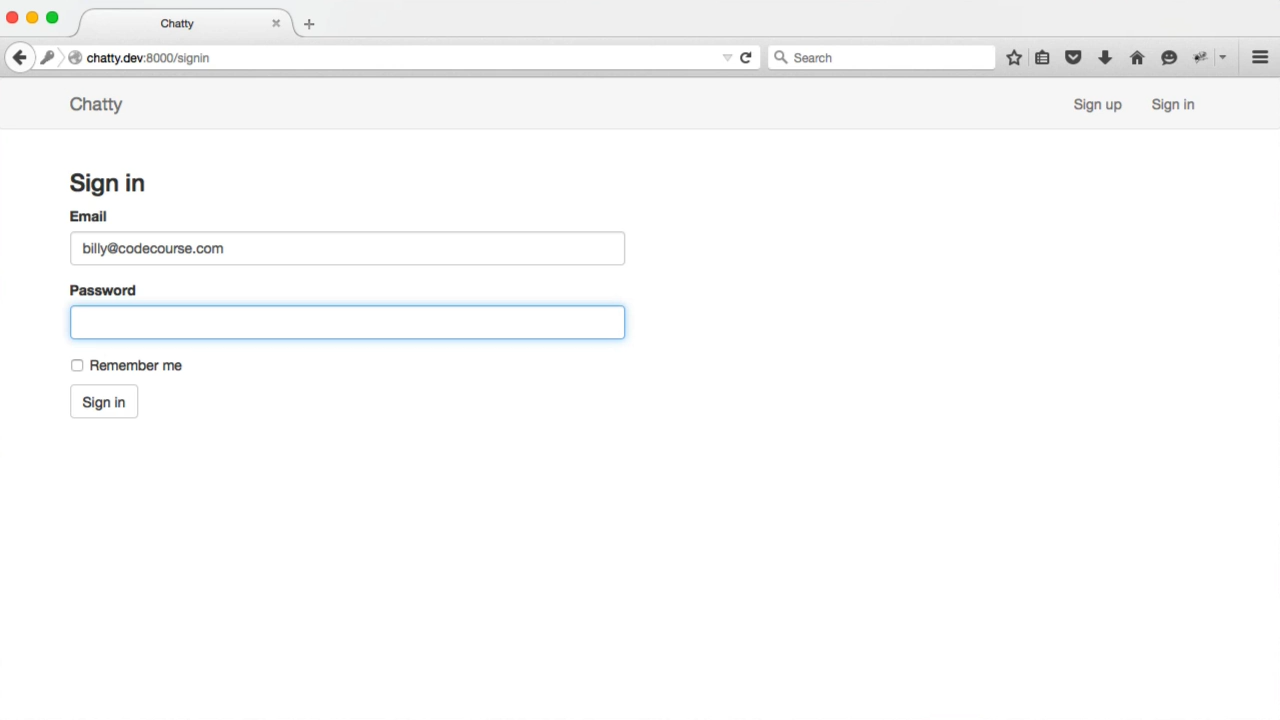 Chatty
chatty.dev:8000/signin
Search
Chatty
Sign up
Sign in
Sign in
Email
billy@codecourse.com
Password
Remember me
Sign in